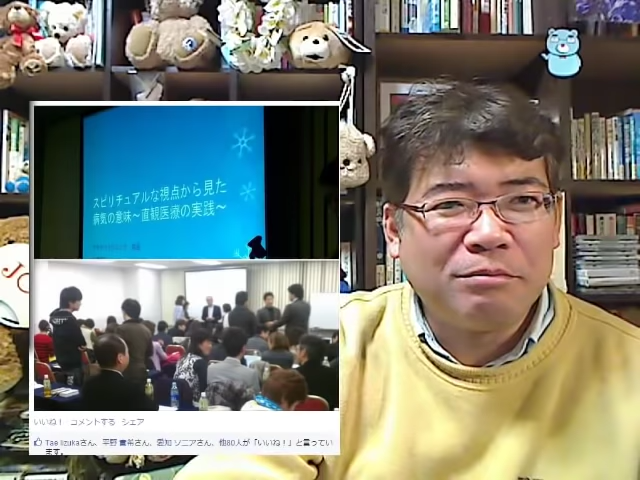 スピリチュアルな視点から見た
病気の意味～直観医療の実践～
いいね！ コメントする シェア
Tae Iizukaさん、平野 貴希さん、愛知 ソニアさん、他80人が「いいね！」と言ってい
ます。